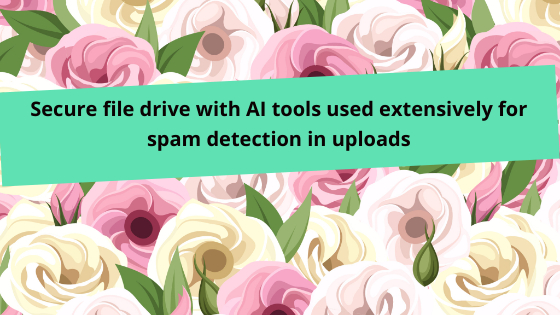 Secure file drive with AI tools used extensively for
spam detection in uploads